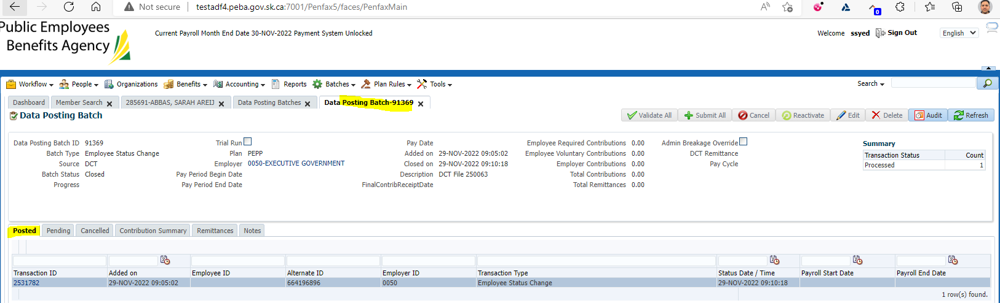 Not secure | testadf4.peba.gov.sk.ca:7001/Penfax5/faces/PenfaxMain
0
Public Employees
Benefits Agency
Current Payroll Month End Date 30-NOV-2022 Payment System Unlocked
Welcome ssyed Sign Out English
Workflow People Organizations Benefits Accounting Reports Batches Plan Rules Tools Search
Dashboard Member Search 285691-ABBAS, SARAH AREIJ Data Posting Batches Data Posting Batch-91369
Data Posting Batch
Validate All Submit All Cancel Reactivate Edit Delete Audit Refresh
Data Posting Batch ID 91369 Trial Run Pay Date Employee Required Contributions 0.00 Admin Breakage Override Summary
Batch Type Employee Status Change Plan PEPP Added on 29-NOV-2022 09:05:02 Employee Voluntary Contributions 0.00 DCT Remittance Transaction Status Count
Source DCT Employer 0050-EXECUTIVE GOVERNMENT Closed on 29-NOV-2022 09:10:18 Employer Contributions 0.00 Pay Cycle Processed 1
Batch Status Closed Pay Period Begin Date Description DCT File 250063 Total Contributions 0.00
Progress Pay Period End Date FinalContribReceiptDate Total Remittances 0.00
Posted Pending Cancelled Contribution Summary Remittances Notes
Transaction ID Added on Employee ID Alternate ID Employer ID Transaction Type Status Date / Time Payroll Start Date Payroll End Date
2531782 29-NOV-2022 09:05:02 664196896 0050 Employee Status Change 29-NOV-2022 09:10:18
1 row(s) found.